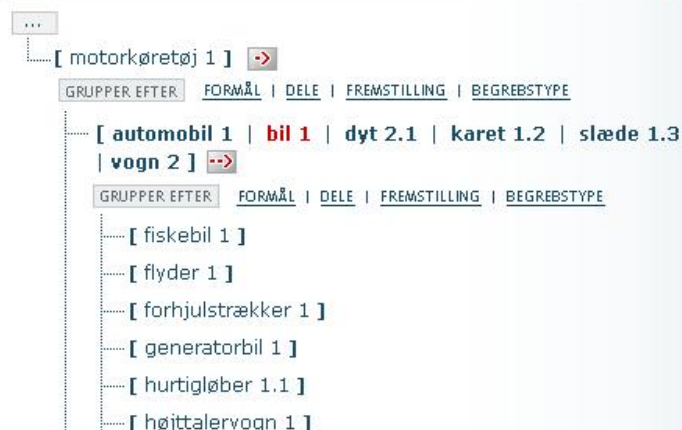 ...
[ motorkøretøj 1 ] ->
GRUPPER EFTER FORMÅL | DELE | FREMSTILLING | BEGREBSTYPE
[ automobil 1 | bil 1 | dyt 2.1 | karet 1.2 | slæde 1.3
| vogn 2 ] -->
GRUPPER EFTER FORMÅL | DELE | FREMSTILLING | BEGREBSTYPE
[ fiskebil 1 ]
[ flyder 1 ]
[ forhjulstrækker 1 ]
[ generatorbil 1 ]
[ hurtigløber 1.1 ]
[ højttalervogn 1 ]